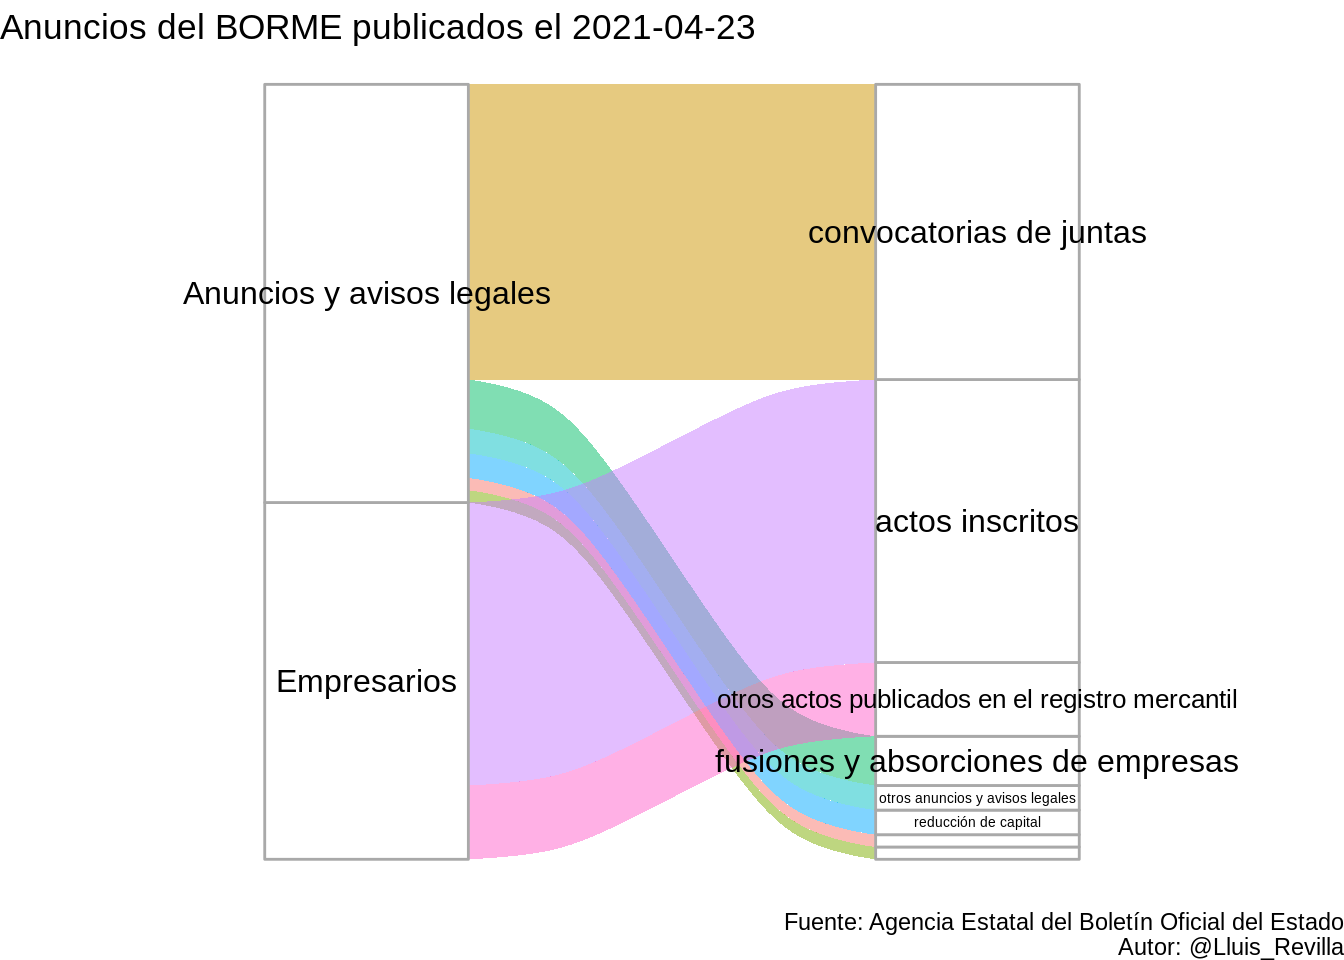 Anuncios del BORME publicados el 2021-04-23
convocatorias de juntas
Anuncios y avisos legales
actos inscritos
Empresarios
otros actos publicados en el registro mercantil
fusiones y absorciones de empresas
otros anuncios y avisos legales
reducción de capital
Fuente: Agencia Estatal del Boletín Oficial del Estado
Autor: @Lluis_Revilla